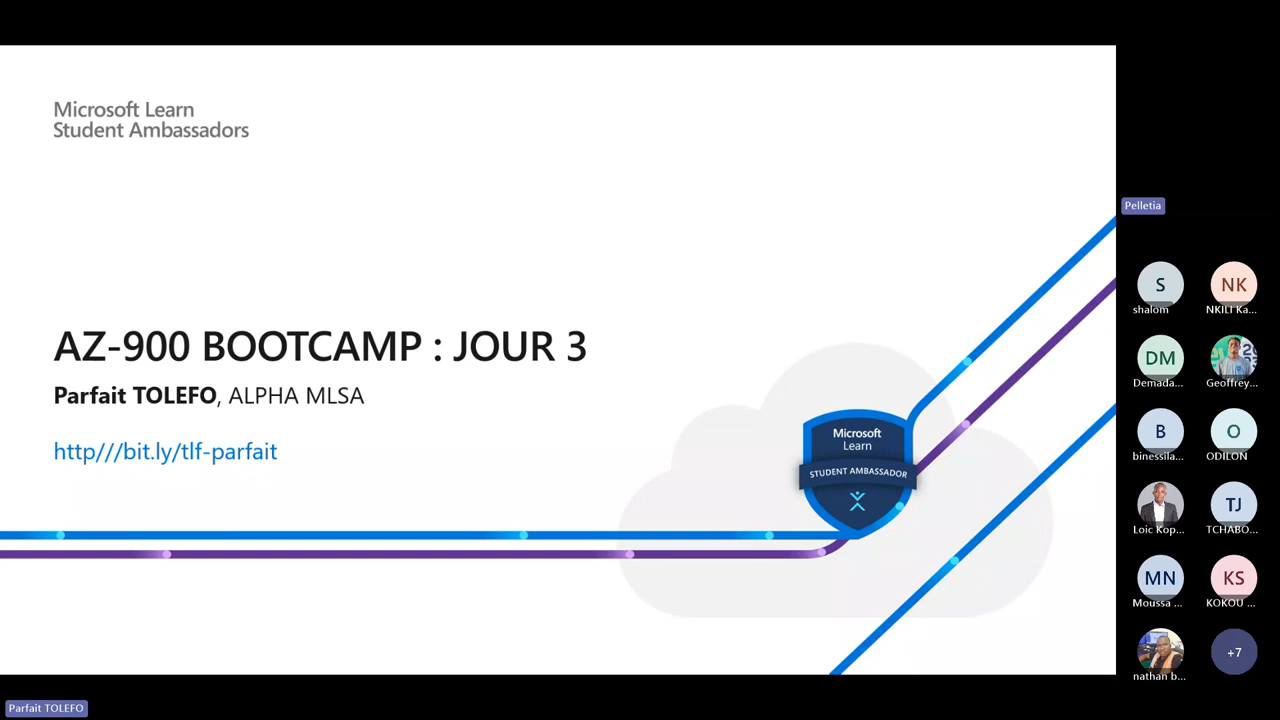 Microsoft Learn
Student Ambassadors
AZ-900 BOOTCAMP : JOUR 3
Parfait TOLEFO, ALPHA MLSA
http///bit.ly/tlf-parfait
Microsoft
Learn
STUDENT AMBASSADOR
Pelletia
S
shalom
NK
NKILI Ka...
DM
Demada...
Geoffrey...
B
binessila...
O
ODILON
Loic Kop...
TJ
TCHABO...
MN
Moussa ...
KS
KOKOU ...
nathan b...
+7
Parfait TOLEFO